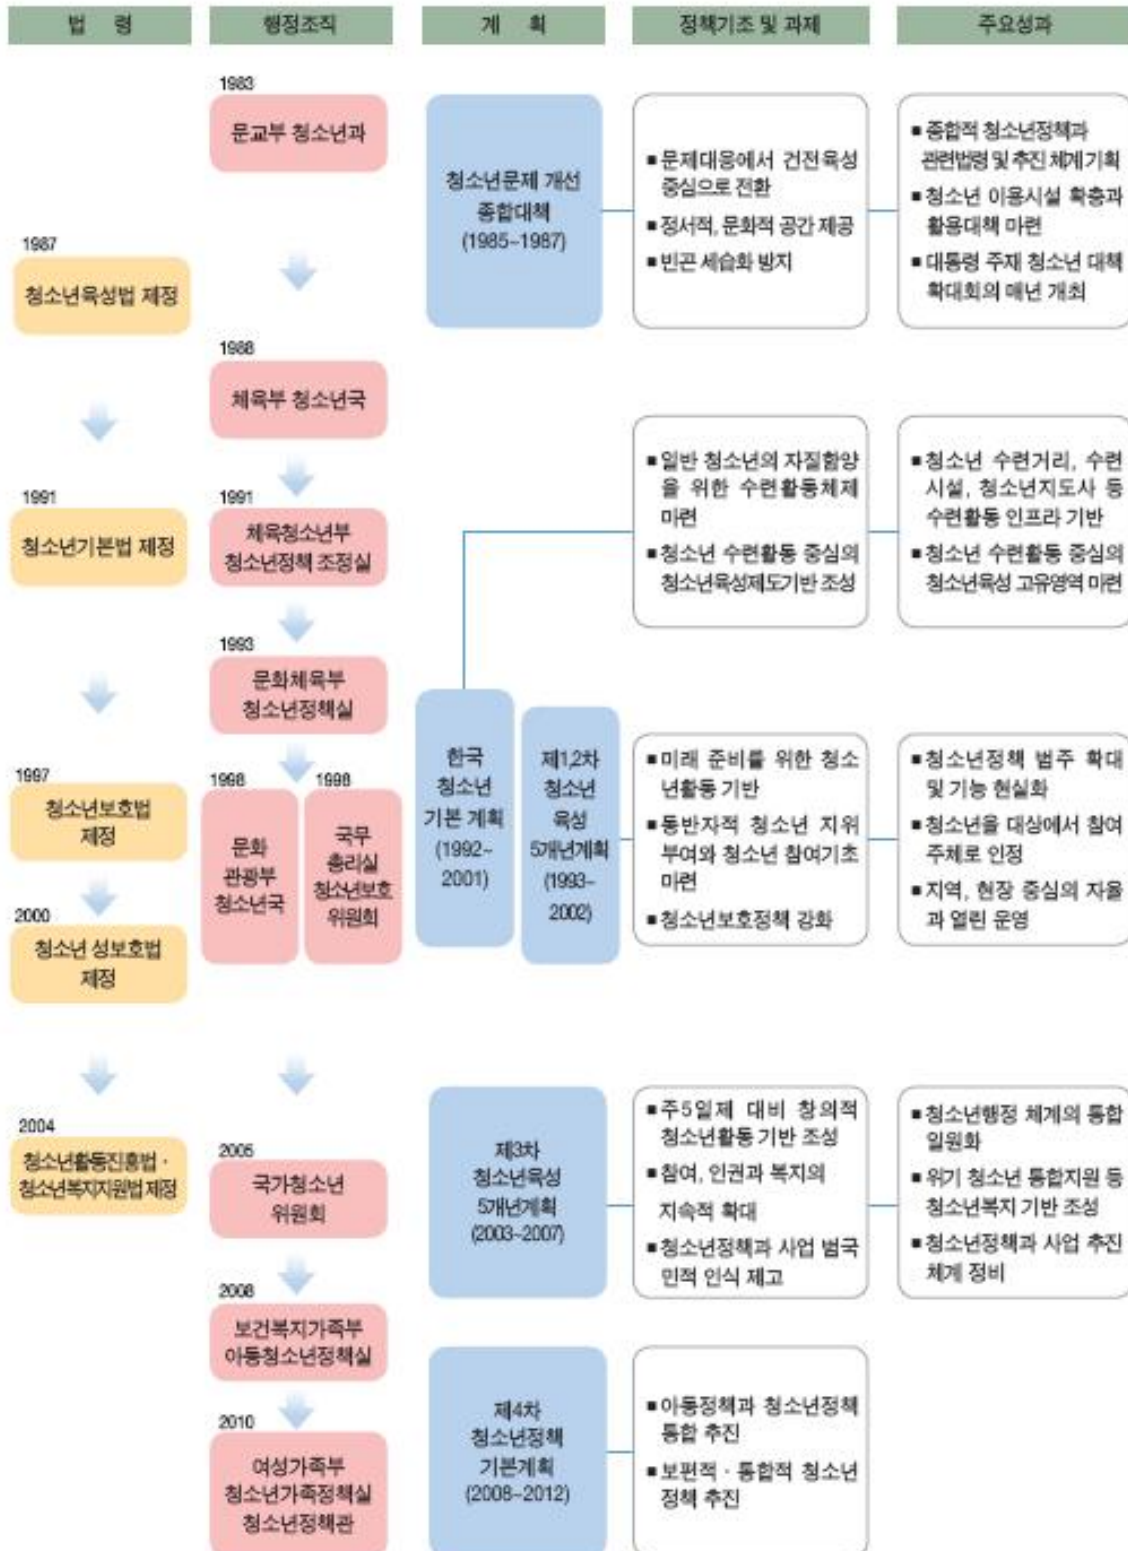 법 령
행정조직
계 획
정책기조 및 과제
주요성과
1987
청소년육성법 제정
1991
청소년기본법 제정
1997
청소년보호법
제정
2000
청소년 성보호법
제정
2004
청소년활동진흥법 ·
청소년복지지원법 제정
1983
문교부 청소년과
1988
체육부 청소년국
1991
체육청소년부
청소년정책 조정실
1993
문화체육부
청소년정책실
1998
문화
관광부
청소년국
1998
국무
총리실
청소년보호
위원회
2005
국가청소년
위원회
2008
보건복지가족부
아동청소년정책실
2010
여성가족부
청소년가족정책실
청소년정책관
청소년문제 개선
종합대책
(1985~1987)
■ 문제대응에서 건전육성
중심으로 전환
■ 정서적, 문화적 공간 제공
■ 빈곤 세습화 방지
■ 종합적 청소년정책과
관련법령 및 추진 체계기획
■ 청소년 이용시설 확충과
활용대책 마련
■ 대통령 주재 청소년 대책
확대회의 매년 개최
■ 일반 청소년의 자질함양
을 위한 수련활동체제
마련
■ 청소년 수련활동 중심의
청소년육성제도기반 조성
■ 청소년 수련거리, 수련
시설, 청소년지도사 등
수련활동 인프라 기반
■ 청소년 수련활동 중심의
청소년육성 고유영역 마련
한국
청소년
기본 계획
(1992~
2001)
제1,2차
청소년
육성
5개년계획
(1993~
2002)
■ 미래 준비를 위한 청소
년활동 기반
■ 동반자적 청소년 지위
부여와 청소년 참여기초
마련
■ 청소년보호정책 강화
■ 청소년정책 범주 확대
및 기능 현실화
■ 청소년을 대상에서 참여
주체로 인정
■ 지역, 현장 중심의 자율
과 열린 운영
제3차
청소년육성
5개년계획
(2003~2007)
■ 주5일제 대비 창의적
청소년활동 기반 조성
■ 참여, 인권과 복지의
지속적 확대
■ 청소년정책과 사업 범국
민적 인식 제고
■ 청소년행정 체계의 통합
일원화
■ 위기 청소년 통합지원 등
청소년복지 기반 조성
■ 청소년정책과 사업 추진
체계 정비
제4차
청소년정책
기본계획
(2008~2012)
■ 아동정책과 청소년정책
통합 추진
■ 보편적 · 통합적 청소년
정책 추진